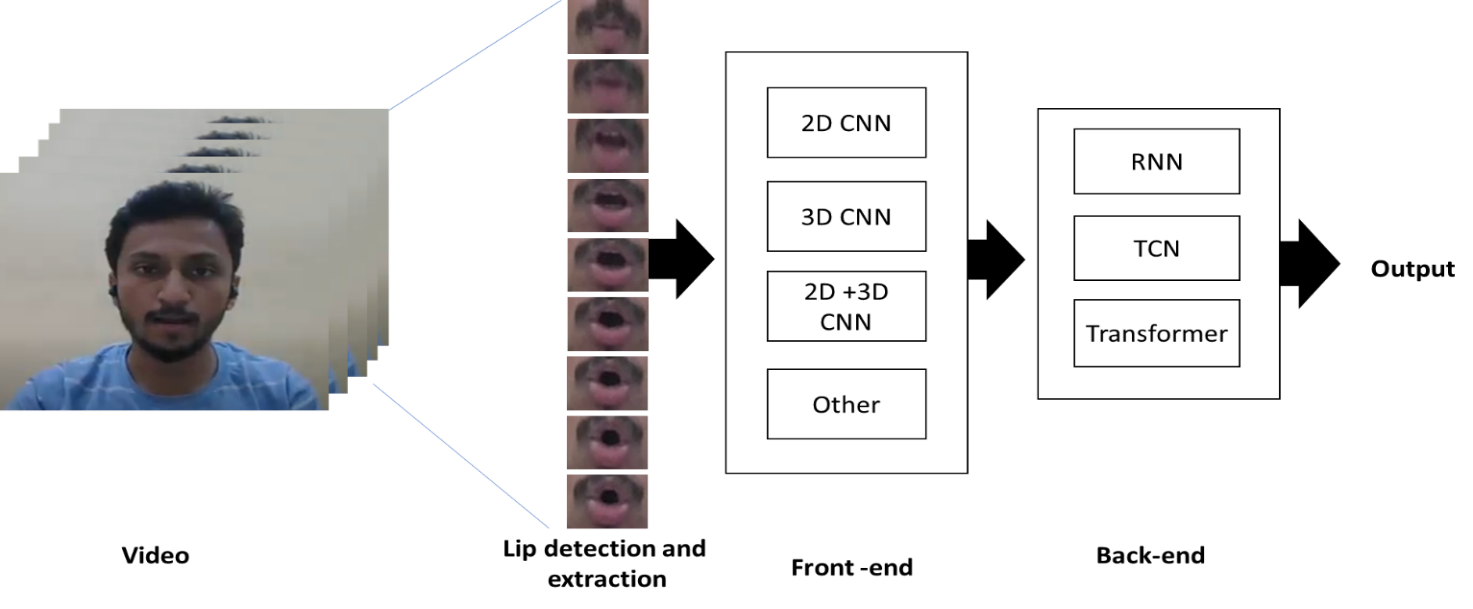 2D CNN
3D CNN
2D +3D
CNN
Other
RNN
TCN
Transformer
Output
Video
Lip detection and
extraction
Front -end
Back-end